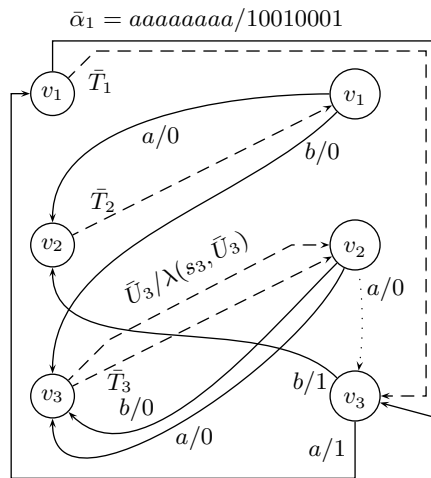 ᾱ₁ = aaaaaaaa/10010001
T̄₁
v₁
v₁
a/0
b/0
T̄₂
v₂
Ū₃/λ(s₃, Ū₃)
v₂
a/0
T̄₃
b/1
v₃
b/0
v₃
a/0
a/1